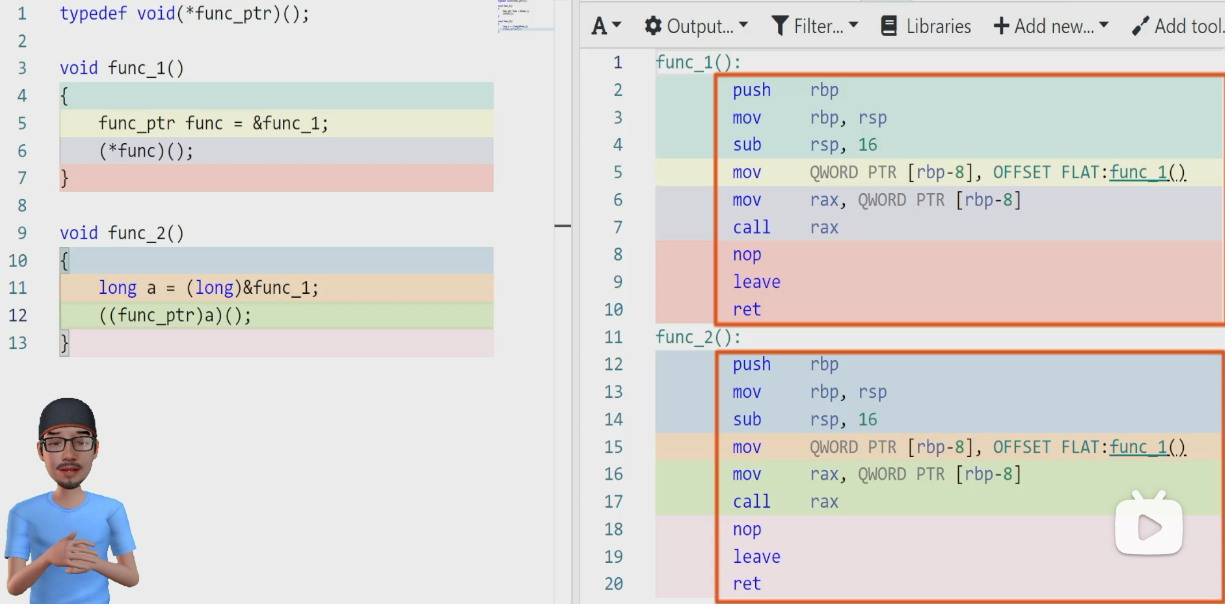 1 typedef void(*func_ptr)();
2
3 void func_1()
4 {
5 func_ptr func = &func_1;
6 (*func)();
7 }
8
9 void func_2()
10 {
11 long a = (long)&func_1;
12 ((func_ptr)a)();
13 }
A Output... Filter... Libraries Add new... Add tool.
1 func_1():
2 push rbp
3 mov rbp, rsp
4 sub rsp, 16
5 mov QWORD PTR [rbp-8], OFFSET FLAT:func_1()
6 mov rax, QWORD PTR [rbp-8]
7 call rax
8 nop
9 leave
10 ret
11 func_2():
12 push rbp
13 mov rbp, rsp
14 sub rsp, 16
15 mov QWORD PTR [rbp-8], OFFSET FLAT:func_1()
16 mov rax, QWORD PTR [rbp-8]
17 call rax
18 nop
19 leave
20 ret